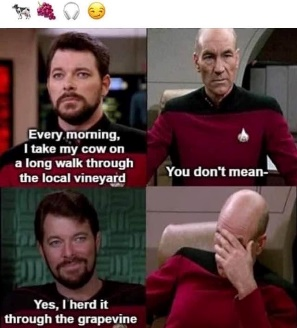 Every morning,
I take my cow on
a long walk through
the local vineyard
You don't mean-
Yes, I herd it
through the grapevine